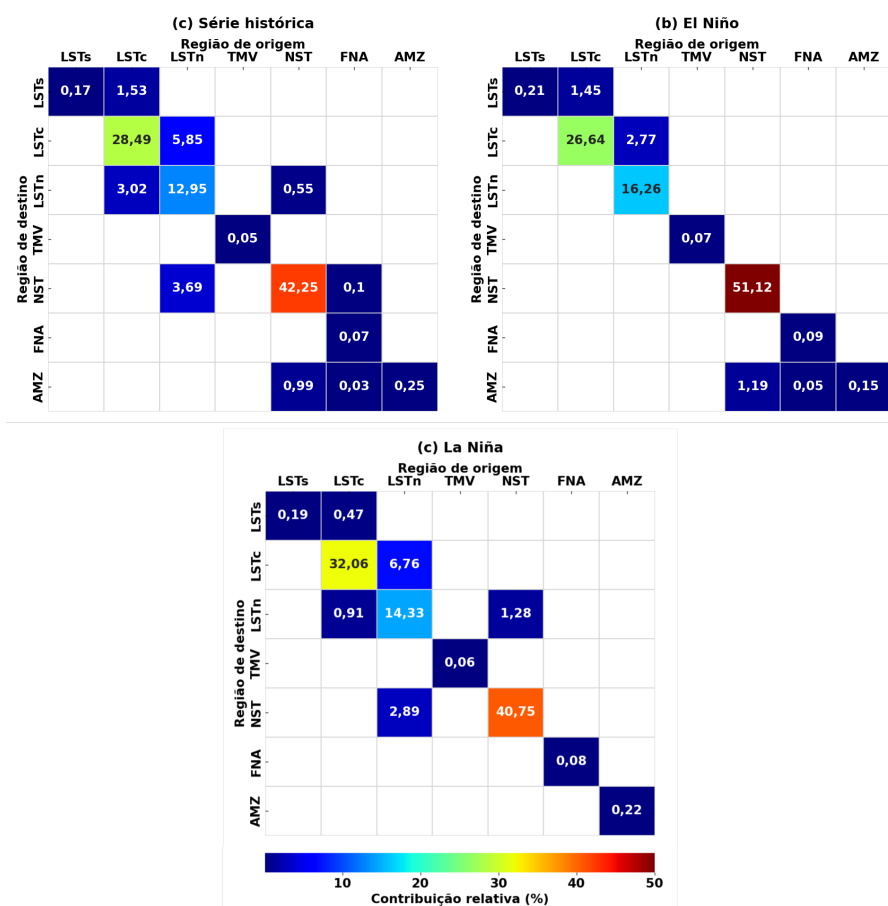 (c) Série histórica
Região de origem
LSTs LSTc LSTn TMV NST FNA AMZ
Região de destino
LSTs 0,17 1,53
LSTc 28,49 5,85
LSTn 3,02 12,95 0,55
TMV 0,05
NST 3,69 42,25 0,1
FNA 0,07
AMZ 0,99 0,03 0,25
(b) El Niño
Região de origem
LSTs LSTc LSTn TMV NST FNA AMZ
Região de destino
LSTs 0,21 1,45
LSTc 26,64 2,77
LSTn 16,26
TMV 0,07
NST 51,12
FNA 0,09
AMZ 1,19 0,05 0,15
(c) La Niña
Região de origem
LSTs LSTc LSTn TMV NST FNA AMZ
Região de destino
LSTs 0,19 0,47
LSTc 32,06 6,76
LSTn 0,91 14,33 1,28
TMV 0,06
NST 2,89 40,75
FNA 0,08
AMZ 0,22
10 20 30 40 50
Contribuição relativa (%)